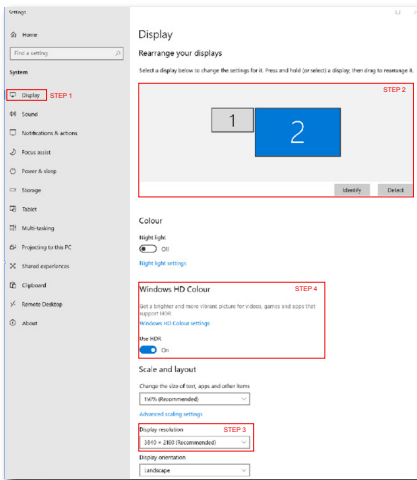 Settings
Home
Find a setting
System
Display STEP 1
Sound
Notifications & actions
Focus assist
Power & sleep
Storage
Tablet
Multi-tasking
Projecting to this PC
Shared experiences
Clipboard
Remote Desktop
About
Display
Rearrange your displays
Select a display below to change the settings for it. Press and hold (or select) a display, then drag to rearrange it.
STEP 2
1
2
Identify Detect
Colour
Night light
Off
Night light settings
Windows HD Colour STEP 4
Get a brighter and more vibrant picture for videos, games and apps that
support HDR.
Windows HD Colour settings
Use HDR
On
Scale and layout
Change the size of text, apps and other items
150% (Recommended)
Advanced scaling settings
Display resolution STEP 3
3840 × 2160 (Recommended)
Display orientation
Landscape